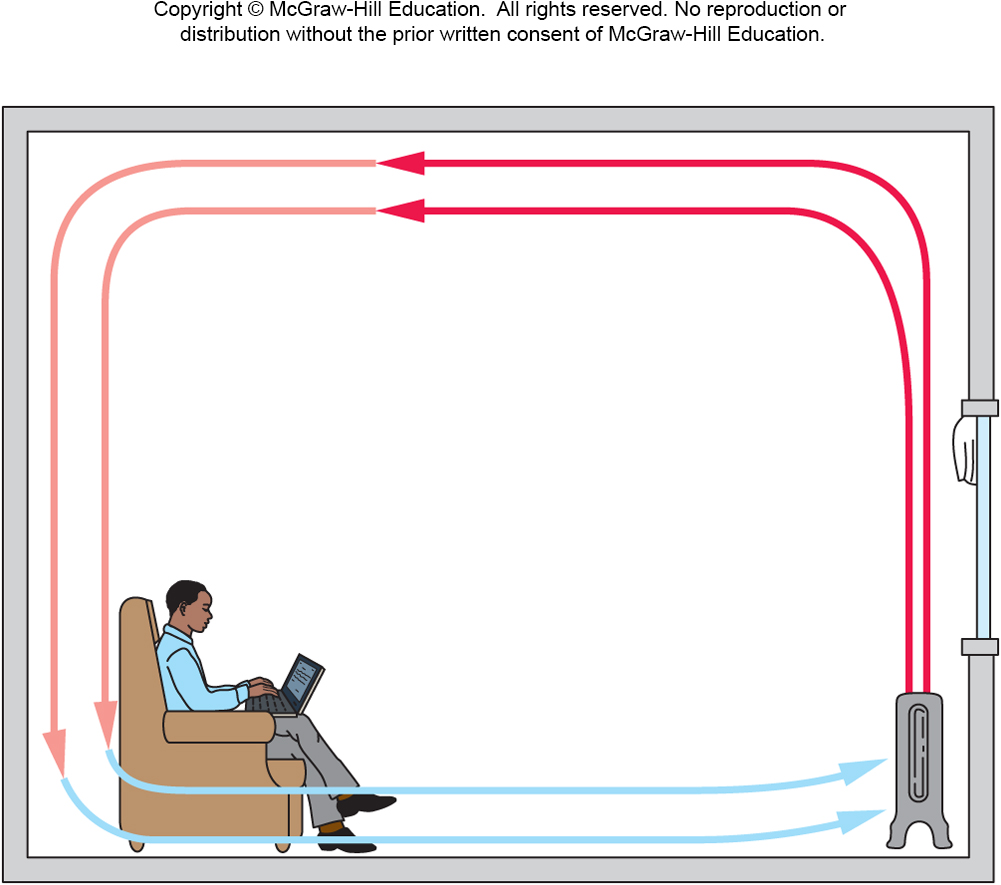 Copyright © McGraw-Hill Education.  All rights reserved. No reproduction or
distribution without the prior written consent of McGraw-Hill Education.